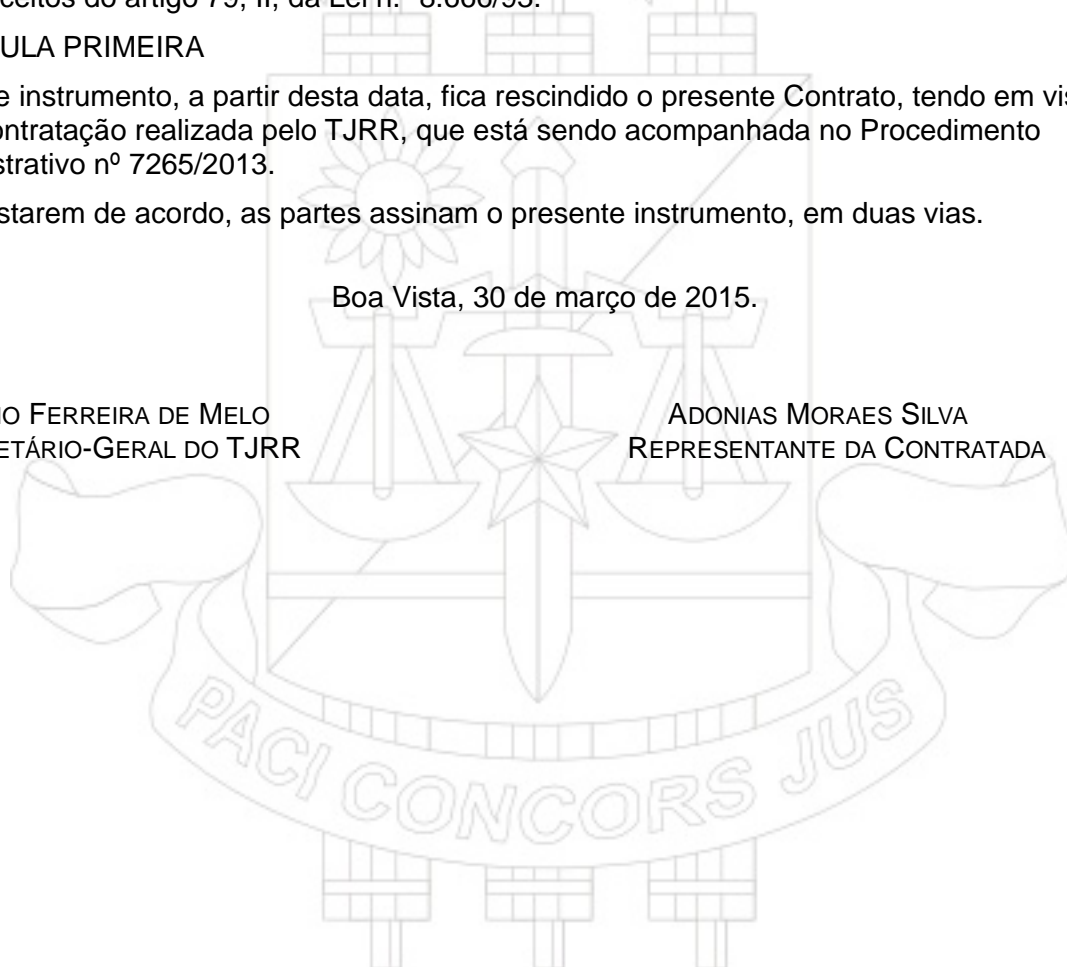 ceitos do artigo 79, II, da Lei n.º 8.666/93.
ULA PRIMEIRA
e instrumento, a partir desta data, fica rescindido o presente Contrato, tendo em vis
ontratação realizada pelo TJRR, que está sendo acompanhada no Procedimento
strativo nº 7265/2013.
starem de acordo, as partes assinam o presente instrumento, em duas vias.
Boa Vista, 30 de março de 2015.
IO FERREIRA DE MELO ADONIAS MORAES SILVA
ETÁRIO-GERAL DO TJRR REPRESENTANTE DA CONTRATADA
PACI CONCORS JUS